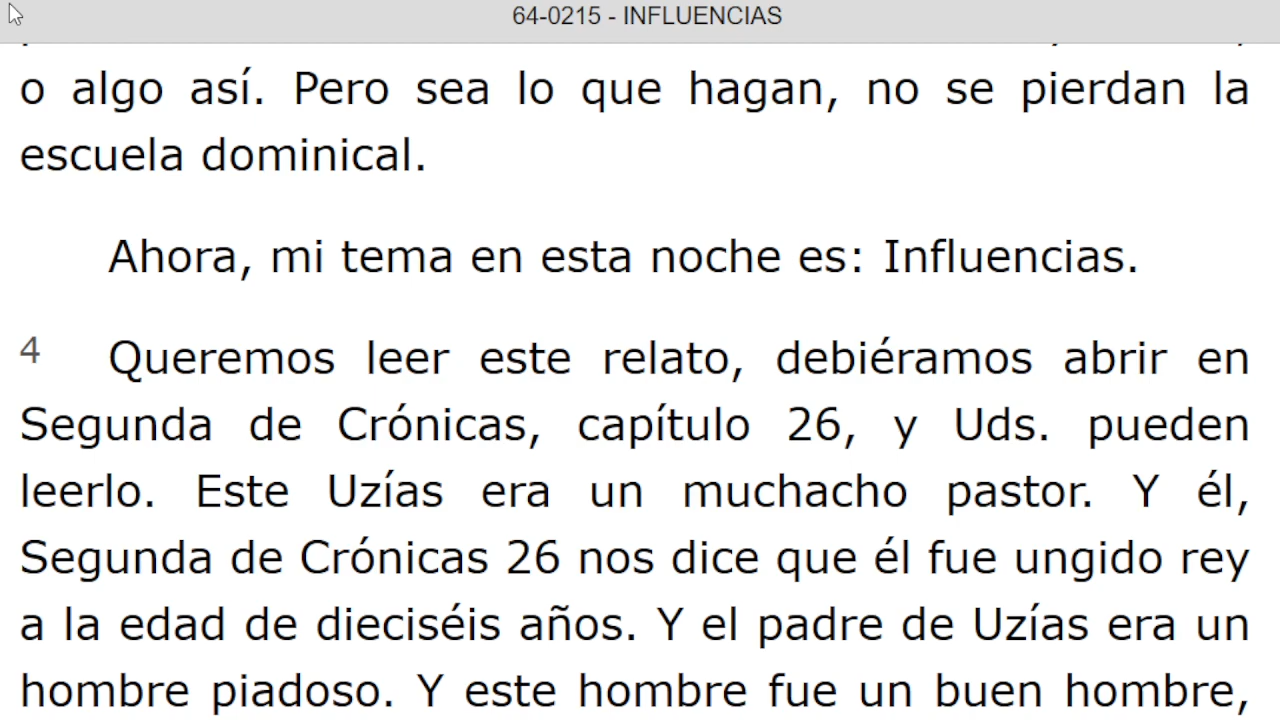 64-0215 - INFLUENCIAS
o algo así. Pero sea lo que hagan, no se pierdan la
escuela dominical.
Ahora, mi tema en esta noche es: Influencias.
4 Queremos leer este relato, debiéramos abrir en
Segunda de Crónicas, capítulo 26, y Uds. pueden
leerlo. Este Uzías era un muchacho pastor. Y él,
Segunda de Crónicas 26 nos dice que él fue ungido rey
a la edad de dieciséis años. Y el padre de Uzías era un
hombre piadoso. Y este hombre fue un buen hombre,